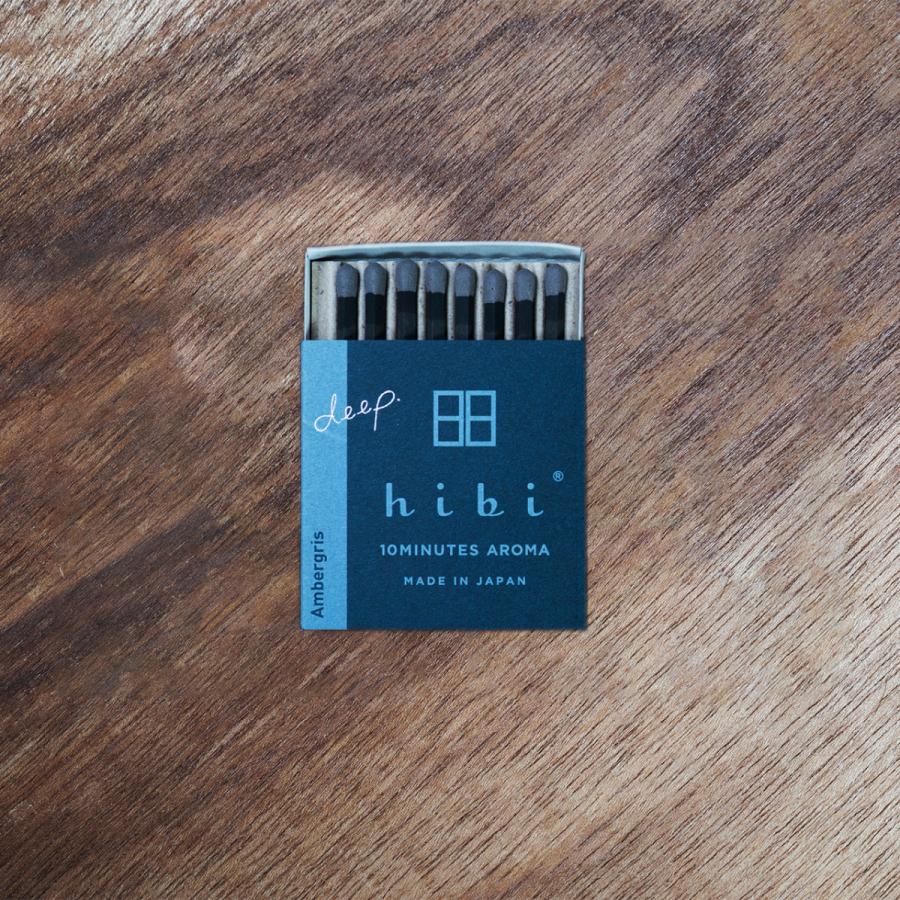 deep.
hibi®
10MINUTES AROMA
MADE IN JAPAN
Ambergris